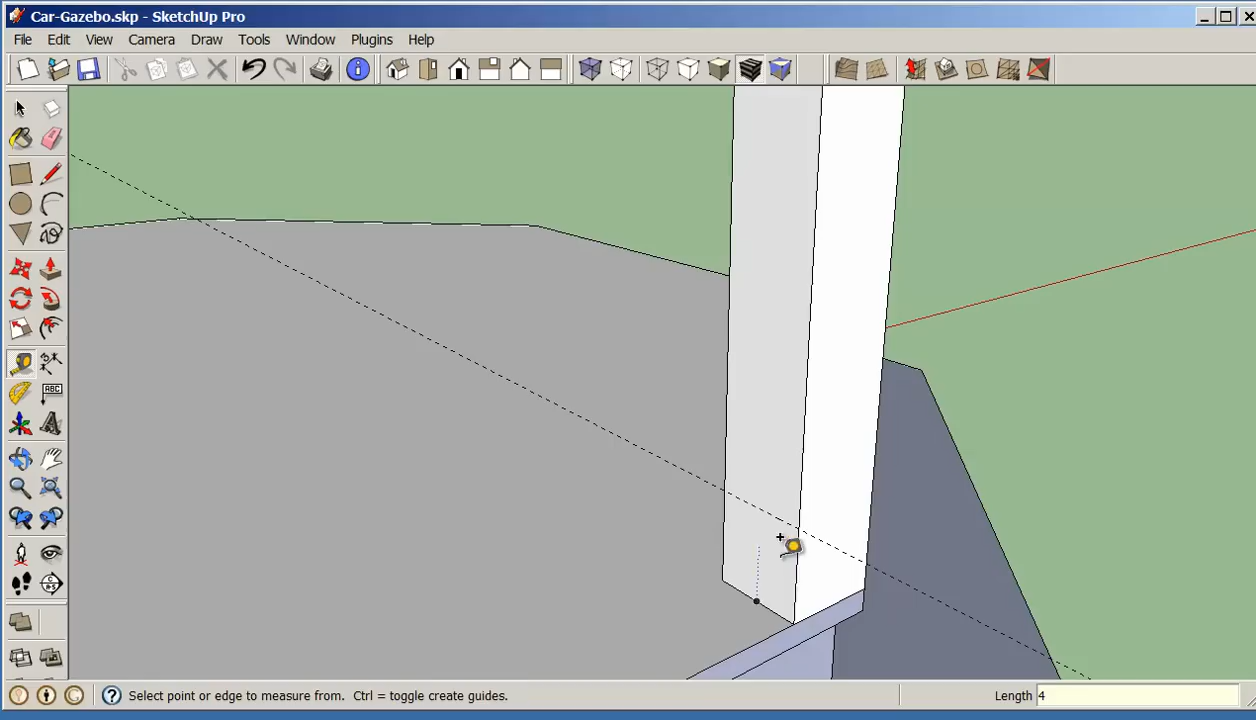 Car-Gazebo.skp - SketchUp Pro
File Edit View Camera Draw Tools Window Plugins Help
ABC
Select point or edge to measure from. Ctrl = toggle create guides.
Length 4